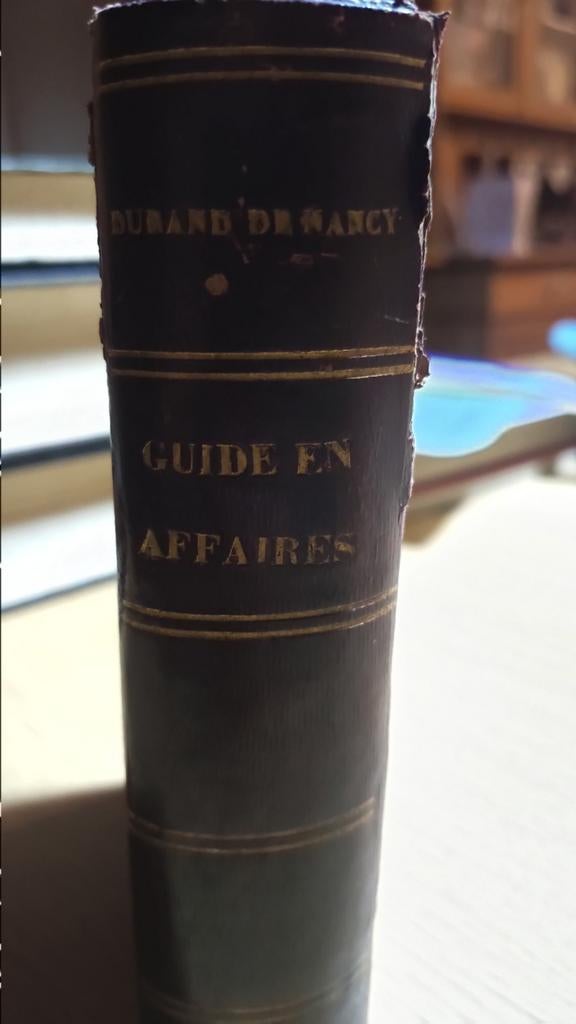 DURAND DE NANCY
GUIDE EN
AFFAIRES